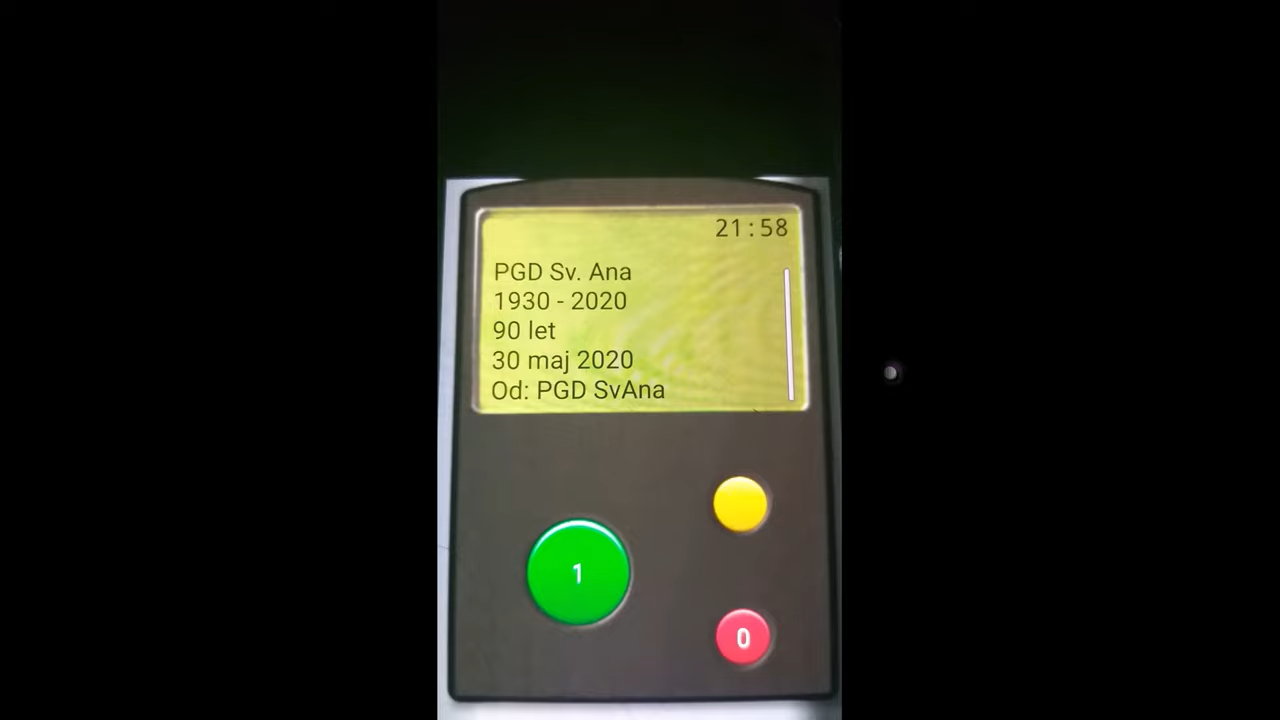 21:58
PGD Sv. Ana
1930 - 2020
90 let
30 maj 2020
Od: PGD SvAna
1
0